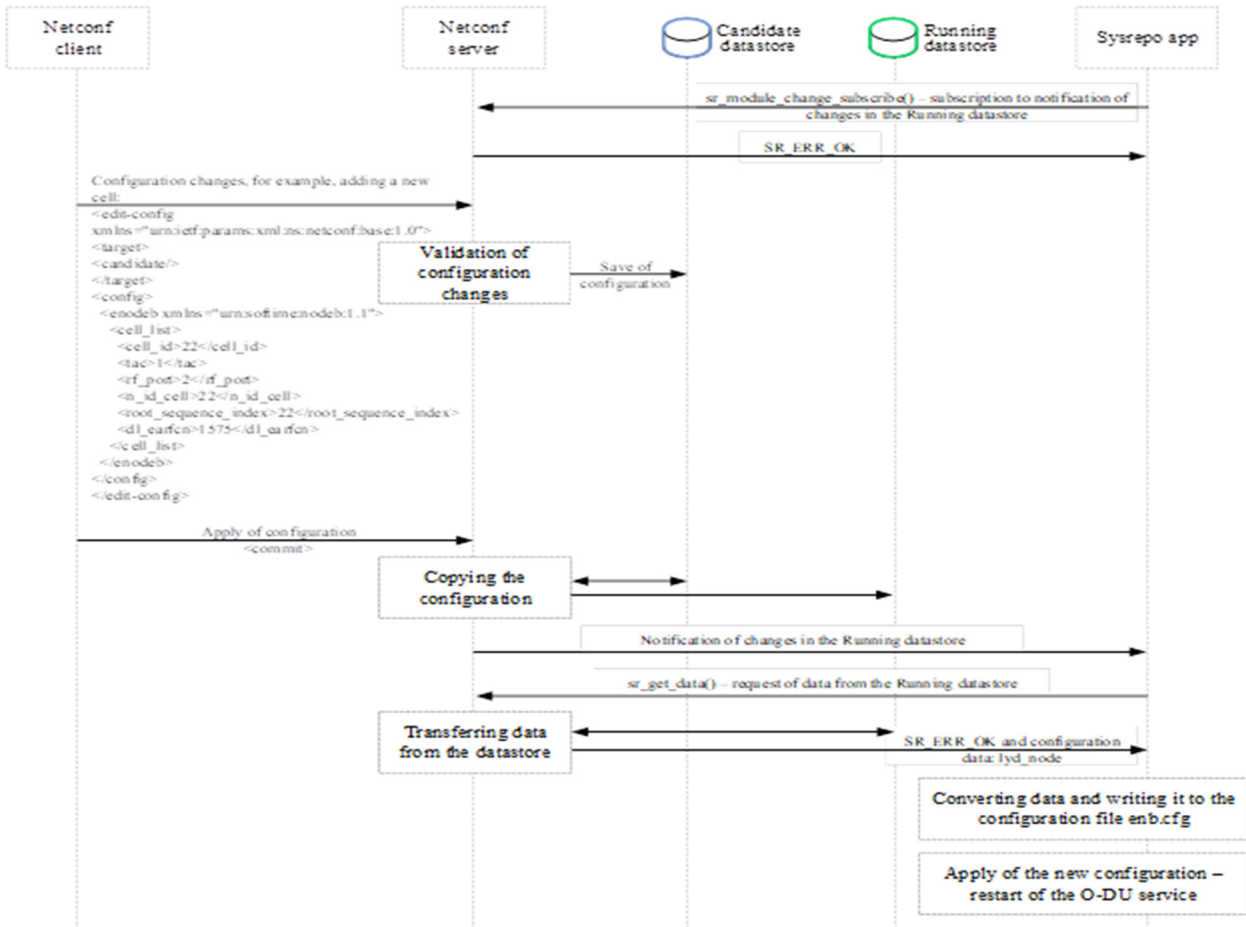 Netconf
client
Netconf
server
Candidate
datastore
Running
datastore
Sysrepo app
sr_module_change_subscribe() – subscription to notification of
changes in the Running datastore
SR_ERR_OK
Configuration changes, for example, adding a new
cell:
<edit-config
xmlns="urn:ietf:params:xml:ns:netconf:base:1.0">
<target>
<candidate/>
</target>
<config>
<enodeb xmlns="urn:softime:nodeb:1.1">
<cell_list>
<cell_id>22</cell_id>
<tac>1</tac>
<rf_port>2</rf_port>
<n_id_cell>22</n_id_cell>
<root_sequence_index>22</root_sequence_index>
<dl_earfcn>1575</dl_earfcn>
</cell_list>
</enodeb>
</config>
</edit-config>
Validation of
configuration
changes
Save of
configuration
Apply of configuration
<commit>
Copying the
configuration
Notification of changes in the Running datastore
sr_get_data() – request of data from the Running datastore
Transferring data
from the datastore
SR_ERR_OK and configuration
data: lyd_node
Converting data and writing it to the
configuration file enb.cfg
Apply of the new configuration –
restart of the O-DU service